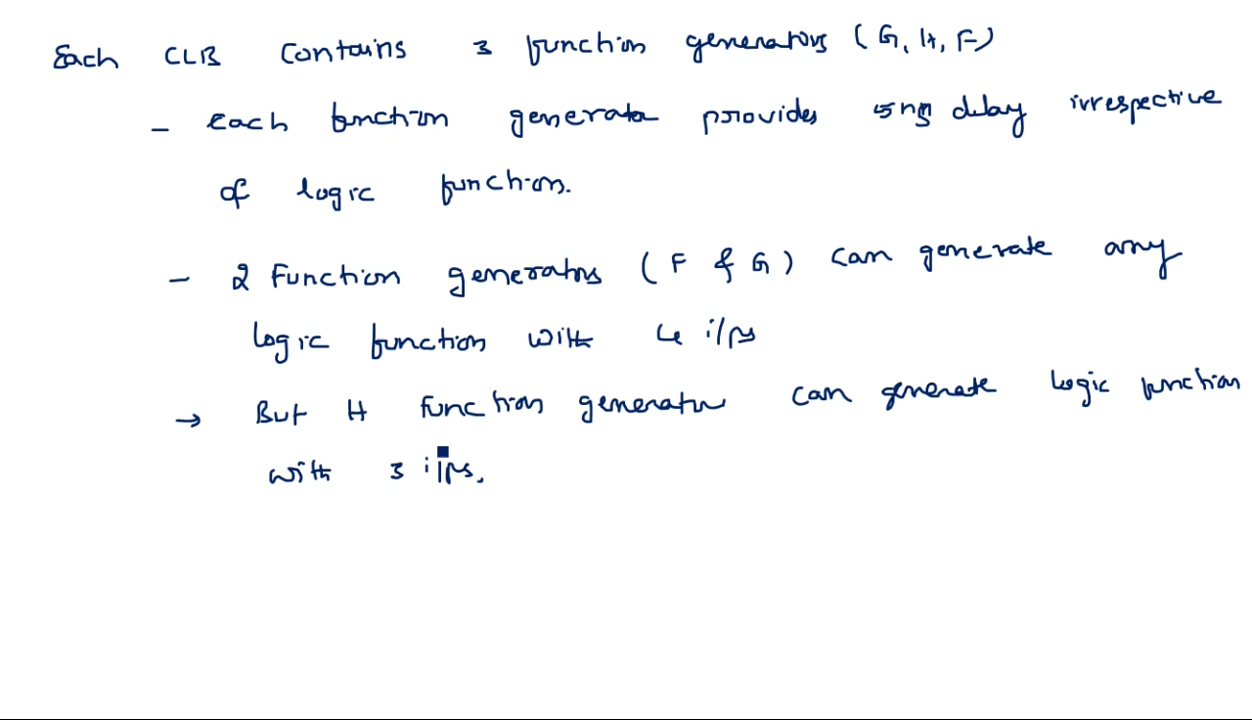 Each CLB contains 3 function generators (G, H, F)
- each function generator provides 5ns delay irrespective
of logic function.
- 2 Function generators (F & G) can generate any
logic function with 4 i/ps
→ But H function generator can generate logic function
with 3 i/ps.